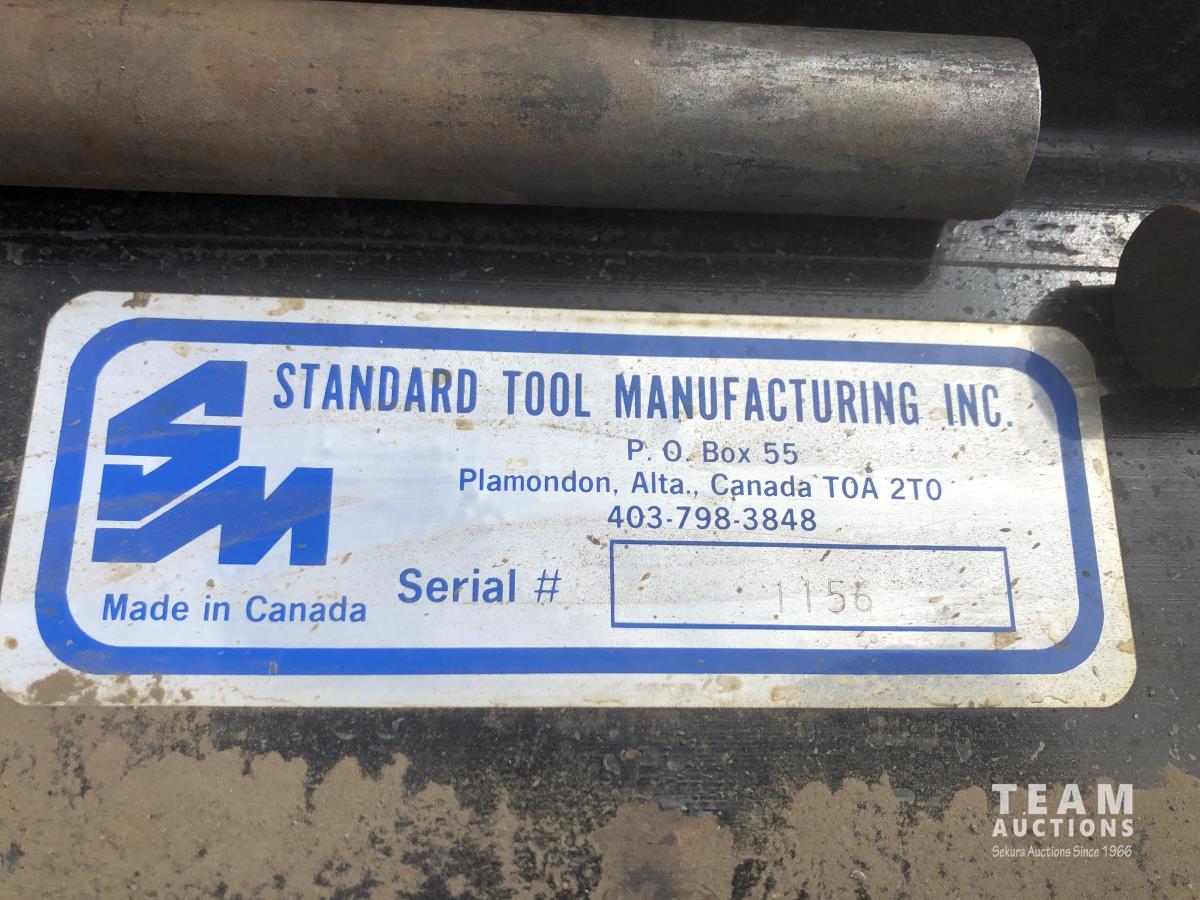 STANDARD TOOL MANUFACTURING INC.
P. O. Box 55
Plamondon, Alta., Canada T0A 2T0
403-798-3848
SM
Serial # 1156
Made in Canada
TEAM
AUCTIONS
Sekura Auctions Since 1966